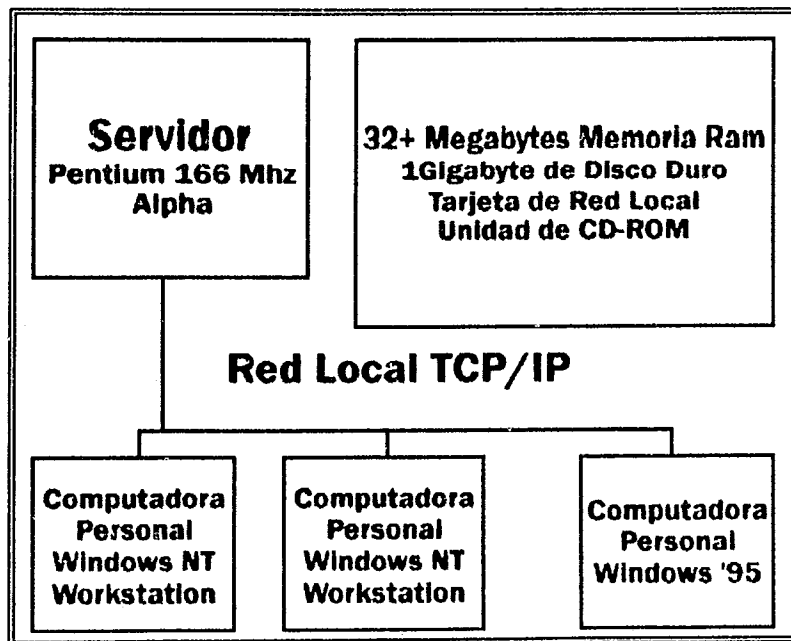 Servidor
Pentium 166 Mhz
Alpha
32+ Megabytes Memoria Ram
1Gigabyte de Disco Duro
Tarjeta de Red Local
Unidad de CD-ROM
Red Local TCP/IP
Computadora
Personal
Windows NT
Workstation
Computadora
Personal
Windows NT
Workstation
Computadora
Personal
Windows '95